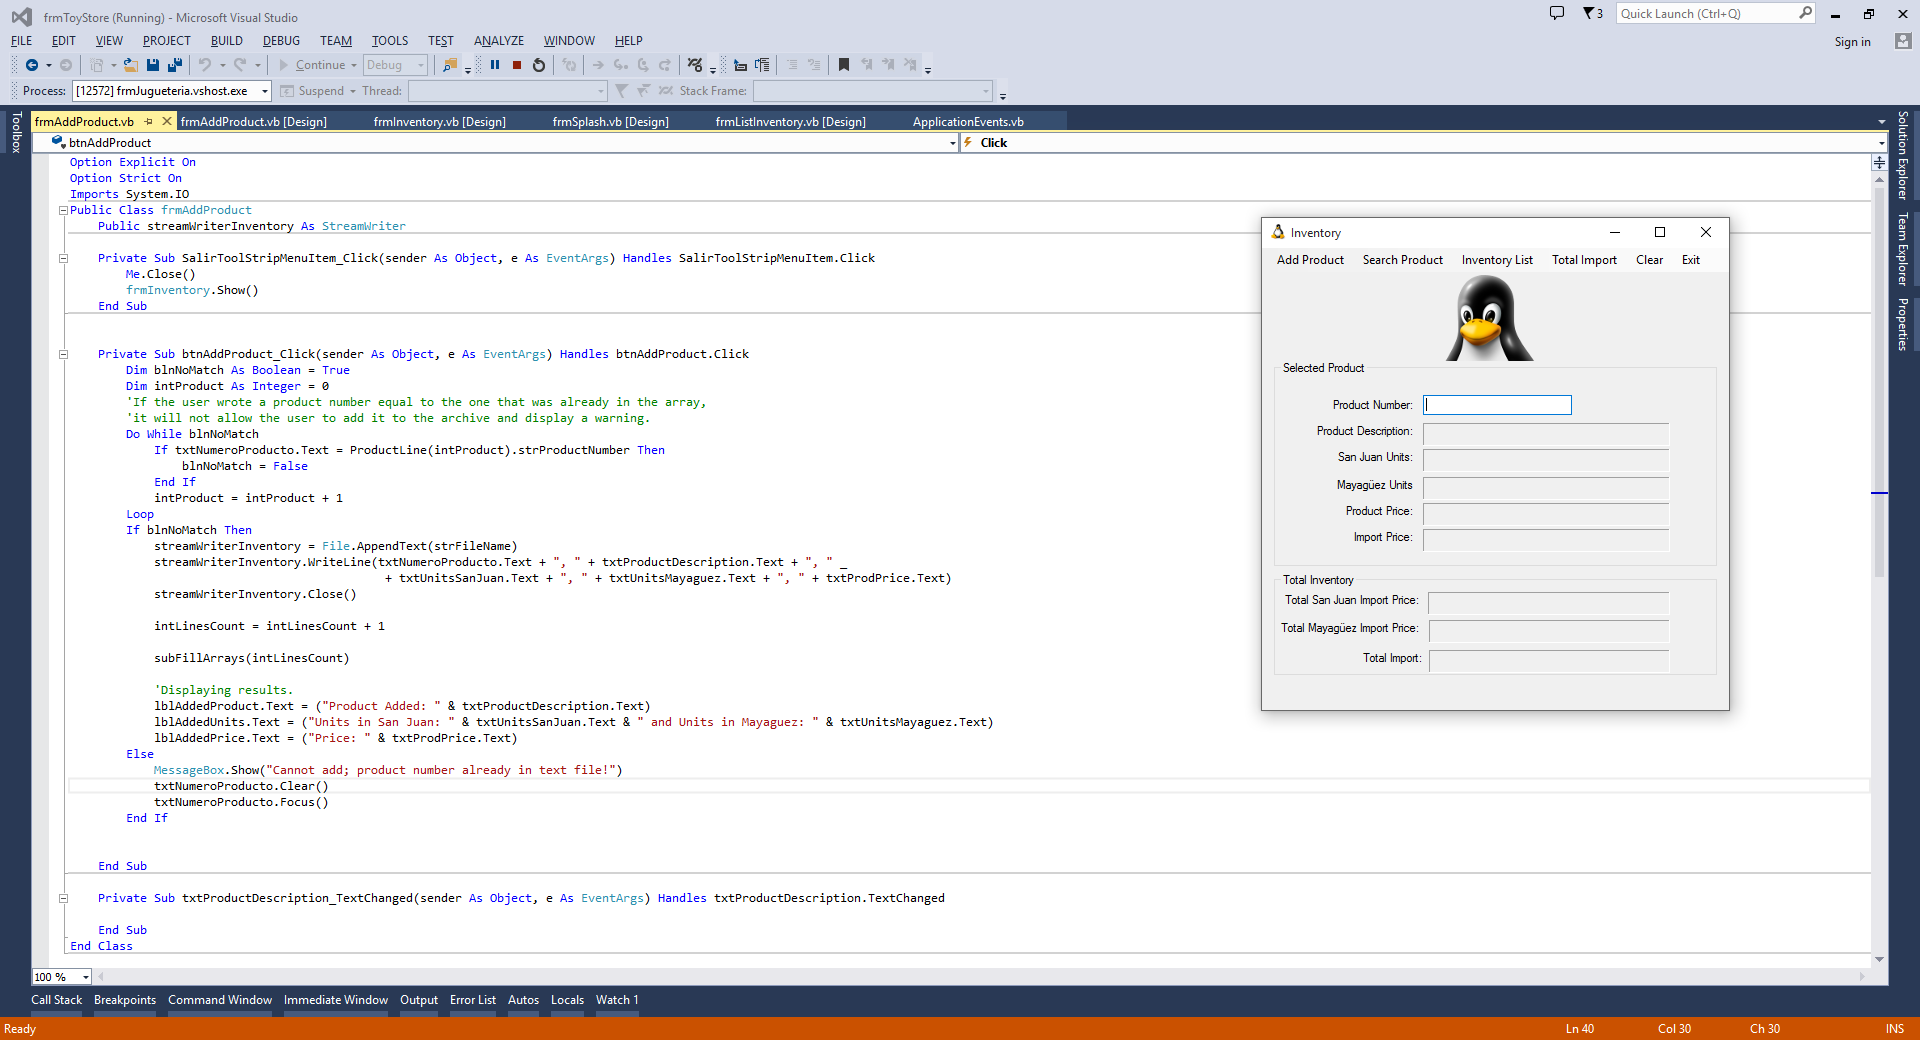 frmToyStore (Running) - Microsoft Visual Studio
3
Quick Launch (Ctrl+Q)
FILE EDIT VIEW PROJECT BUILD DEBUG TEAM TOOLS TEST ANALYZE WINDOW HELP
Sign in
Continue Debug
Process: [12572] frmJugueteria.vshost.exe Suspend Thread: Stack Frame:
Toolbox
frmAddProduct.vb frmAddProduct.vb [Design] frmInventory.vb [Design] frmSplash.vb [Design] frmListInventory.vb [Design] ApplicationEvents.vb
btnAddProduct Click
Option Explicit On
Option Strict On
Imports System.IO
Public Class frmAddProduct
Public streamWriterInventory As StreamWriter
Private Sub SalirToolStripMenuItem_Click(sender As Object, e As EventArgs) Handles SalirToolStripMenuItem.Click
Me.Close()
frmInventory.Show()
End Sub
Private Sub btnAddProduct_Click(sender As Object, e As EventArgs) Handles btnAddProduct.Click
Dim blnNoMatch As Boolean = True
Dim intProduct As Integer = 0
'If the user wrote a product number equal to the one that was already in the array,
'it will not allow the user to add it to the archive and display a warning.
Do While blnNoMatch
If txtNumeroProducto.Text = ProductLine(intProduct).strProductNumber Then
blnNoMatch = False
End If
intProduct = intProduct + 1
Loop
If blnNoMatch Then
streamWriterInventory = File.AppendText(strFileName)
streamWriterInventory.WriteLine(txtNumeroProducto.Text + ", " + txtProductDescription.Text + ", " _
+ txtUnitsSanJuan.Text + ", " + txtUnitsMayaguez.Text + ", " + txtProdPrice.Text)
streamWriterInventory.Close()
intLinesCount = intLinesCount + 1
subFillArrays(intLinesCount)
'Displaying results.
lblAddedProduct.Text = ("Product Added: " & txtProductDescription.Text)
lblAddedUnits.Text = ("Units in San Juan: " & txtUnitsSanJuan.Text & " and Units in Mayaguez: " & txtUnitsMayaguez.Text)
lblAddedPrice.Text = ("Price: " & txtProdPrice.Text)
Else
MessageBox.Show("Cannot add; product number already in text file!")
txtNumeroProducto.Clear()
txtNumeroProducto.Focus()
End If
End Sub
Private Sub txtProductDescription_TextChanged(sender As Object, e As EventArgs) Handles txtProductDescription.TextChanged
End Sub
End Class
Inventory
Add Product Search Product Inventory List Total Import Clear Exit
Selected Product
Product Number:
Product Description:
San Juan Units:
Mayagüez Units
Product Price:
Import Price:
Total Inventory
Total San Juan Import Price:
Total Mayagüez Import Price:
Total Import:
Solution Explorer
Team Explorer
Properties
100 %
Call Stack Breakpoints Command Window Immediate Window Output Error List Autos Locals Watch 1
Ready Ln 40 Col 30 Ch 30 INS